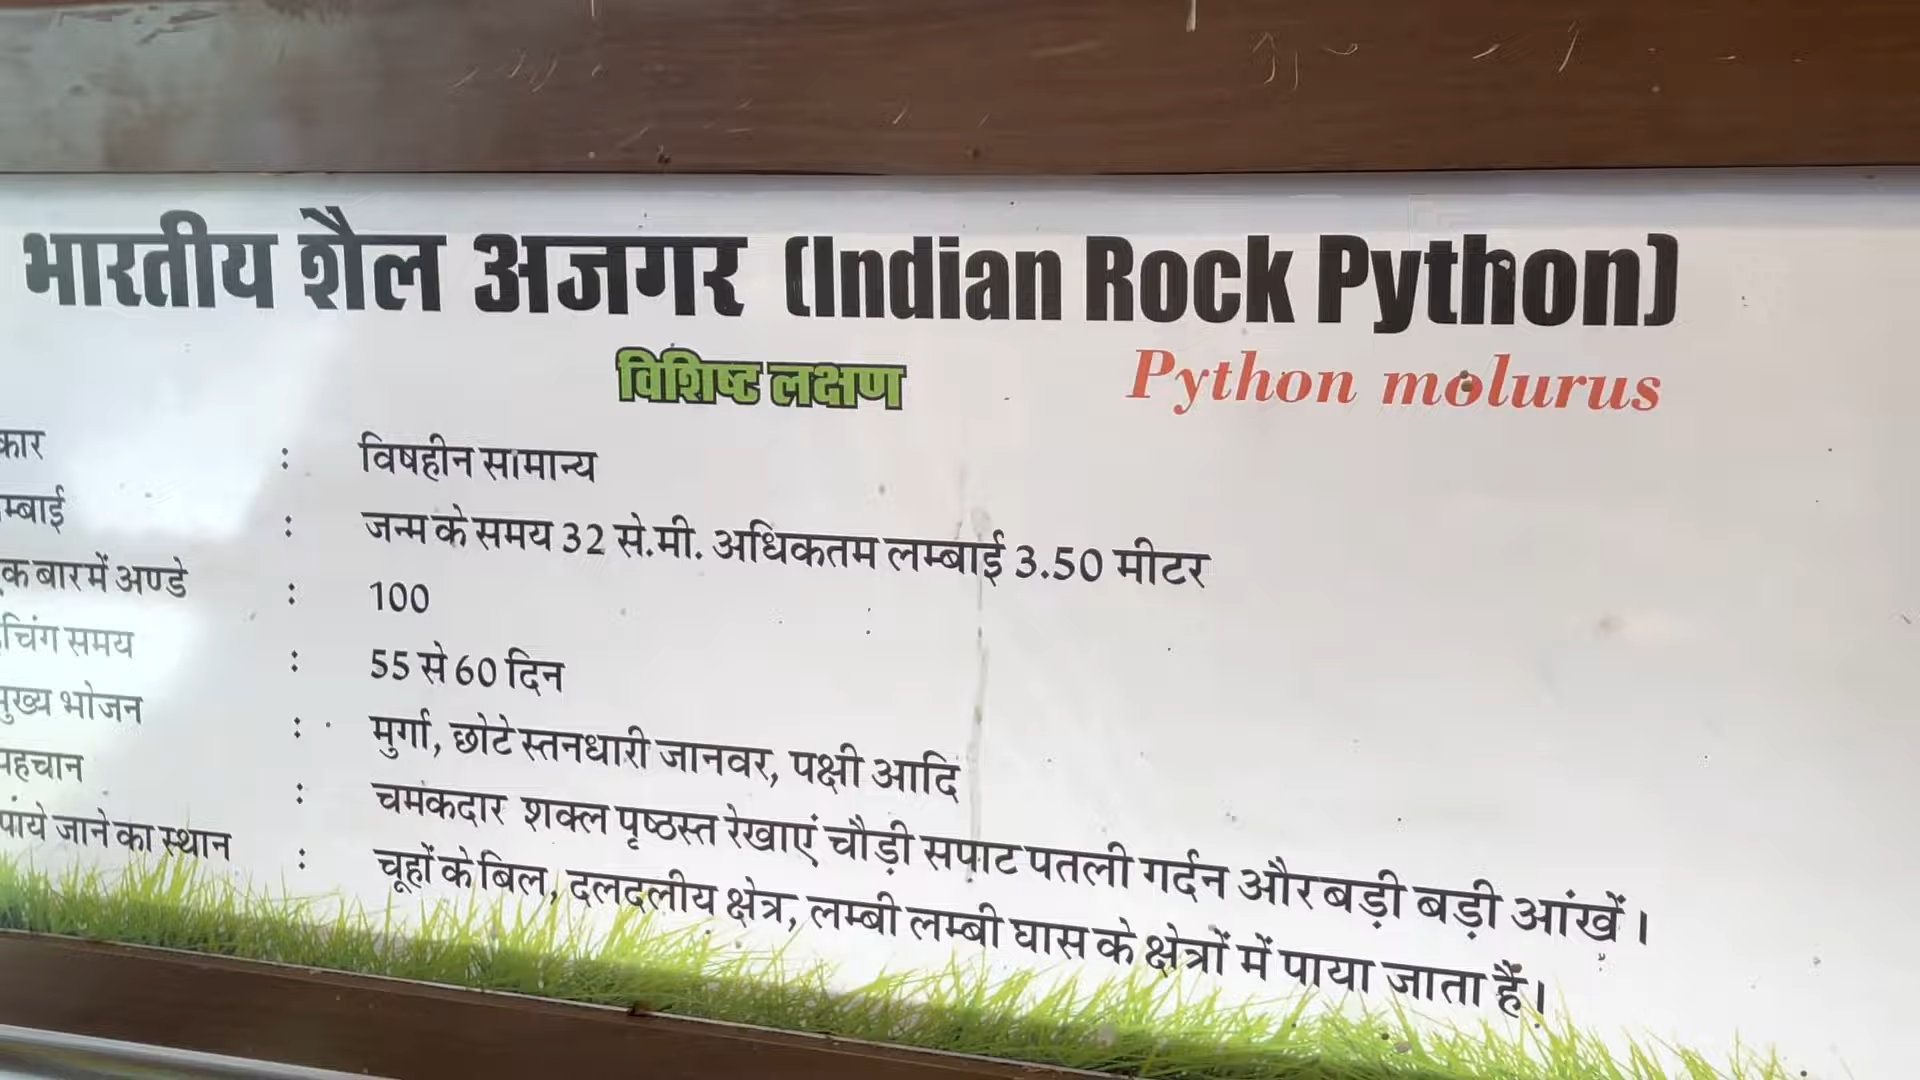 भारतीय शैल अजगर (Indian Rock Python)
विशिष्ट लक्षण Python molurus
: विषहीन सामान्य
: जन्म के समय 32 से.मी. अधिकतम लम्बाई 3.50 मीटर
बार में अण्डे : 100
समय : 55 से 60 दिन
भोजन : मुर्गा, छोटे स्तनधारी जानवर, पक्षी आदि
: चमकदार शक्ल पृष्ठस्त रेखाएं चौड़ी सपाट पतली गर्दन और बड़ी बड़ी आंखें।
पांये जाने का स्थान : चूहों के बिल, दलदलीय क्षेत्र, लम्बी लम्बी घास के क्षेत्रों में पाया जाता हैं।